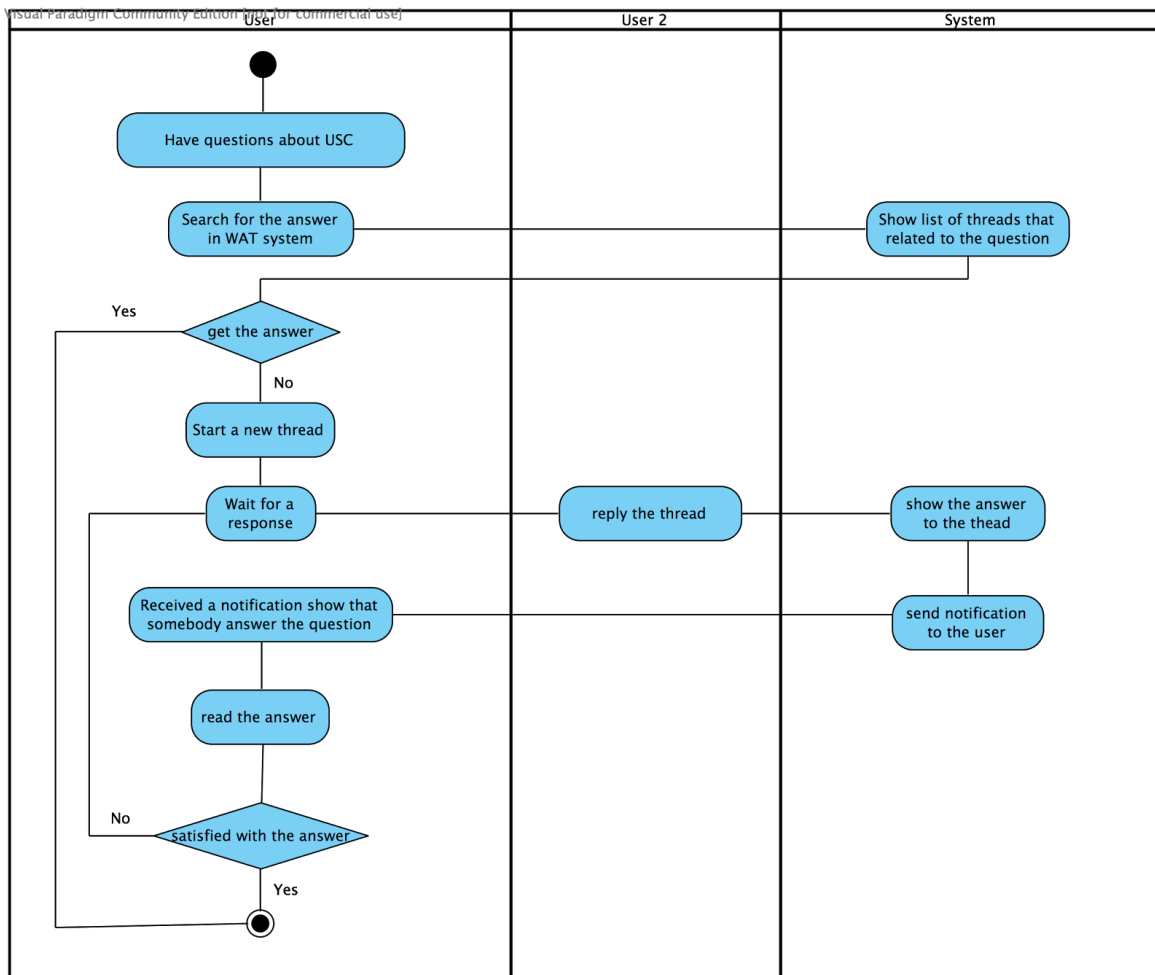 Visual Paradigm Community Edition [not for commercial use]
User
User 2
System
Have questions about USC
Search for the answer
in WAT system
Show list of threads that
related to the question
Yes
get the answer
No
Start a new thread
Wait for a
response
reply the thread
show the answer
to the thead
Received a notification show that
somebody answer the question
send notification
to the user
read the answer
No
satisfied with the answer
Yes